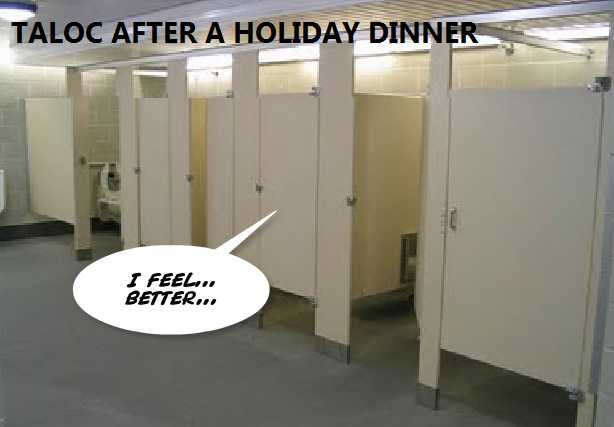 TALOC AFTER A HOLIDAY DINNER
I FEEL...
BETTER...